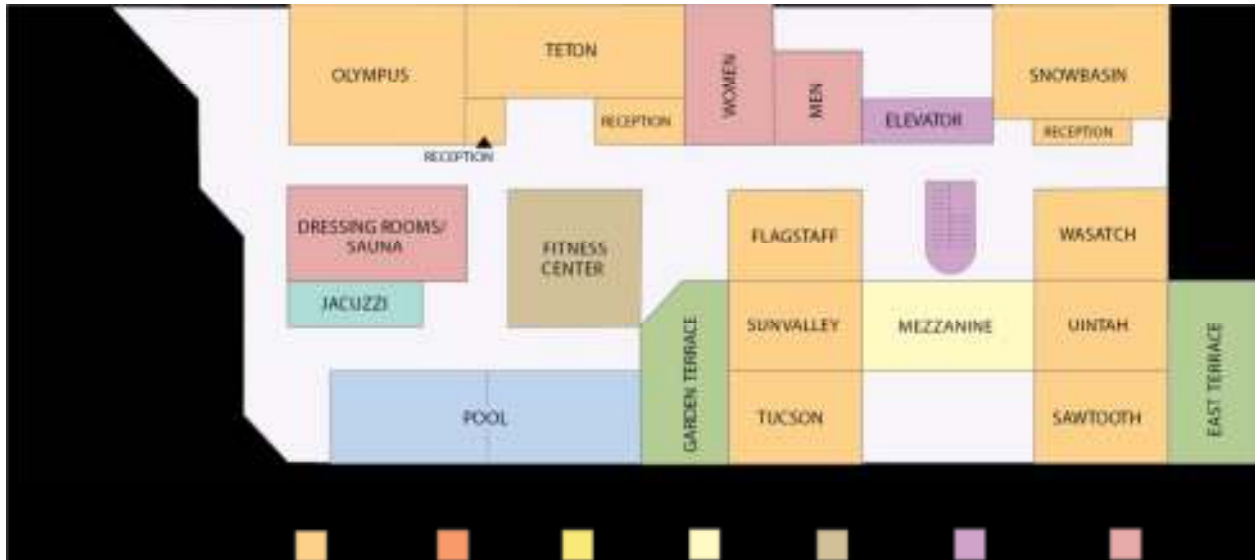 OLYMPUS
TETON
RECEPTION
RECEPTION
WOMEN
MEN
ELEVATOR
SNOWBASIN
RECEPTION
DRESSING ROOMS/
SAUNA
JACUZZI
FITNESS
CENTER
FLAGSTAFF
WASATCH
SUNVALLEY
MEZZANINE
UINTAH
POOL
GARDEN TERRACE
TUCSON
SAWTOOTH
EAST TERRACE